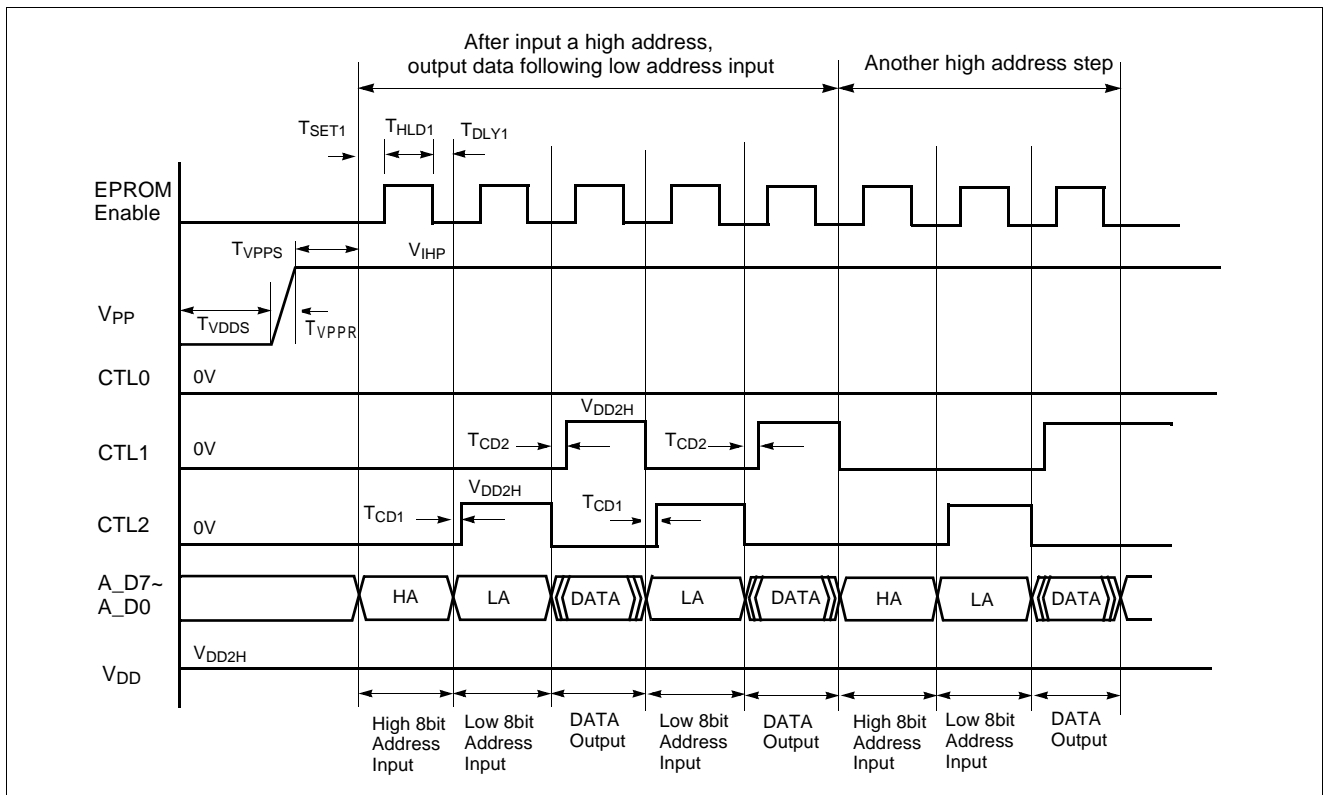 After input a high address,
output data following low address input
Another high address step
TSET1
THLD1
TDLY1
EPROM
Enable
TVPPS
VIHP
VPP
TVDDS
TVPPR
CTL0
0V
VDD2H
CTL1
0V
TCD2
TCD2
VDD2H
CTL2
0V
TCD1
TCD1
A_D7~
A_D0
HA
LA
DATA
LA
DATA
HA
LA
DATA
VDD2H
VDD
High 8bit
Address
Input
Low 8bit
Address
Input
DATA
Output
Low 8bit
Address
Input
DATA
Output
High 8bit
Address
Input
Low 8bit
Address
Input
DATA
Output